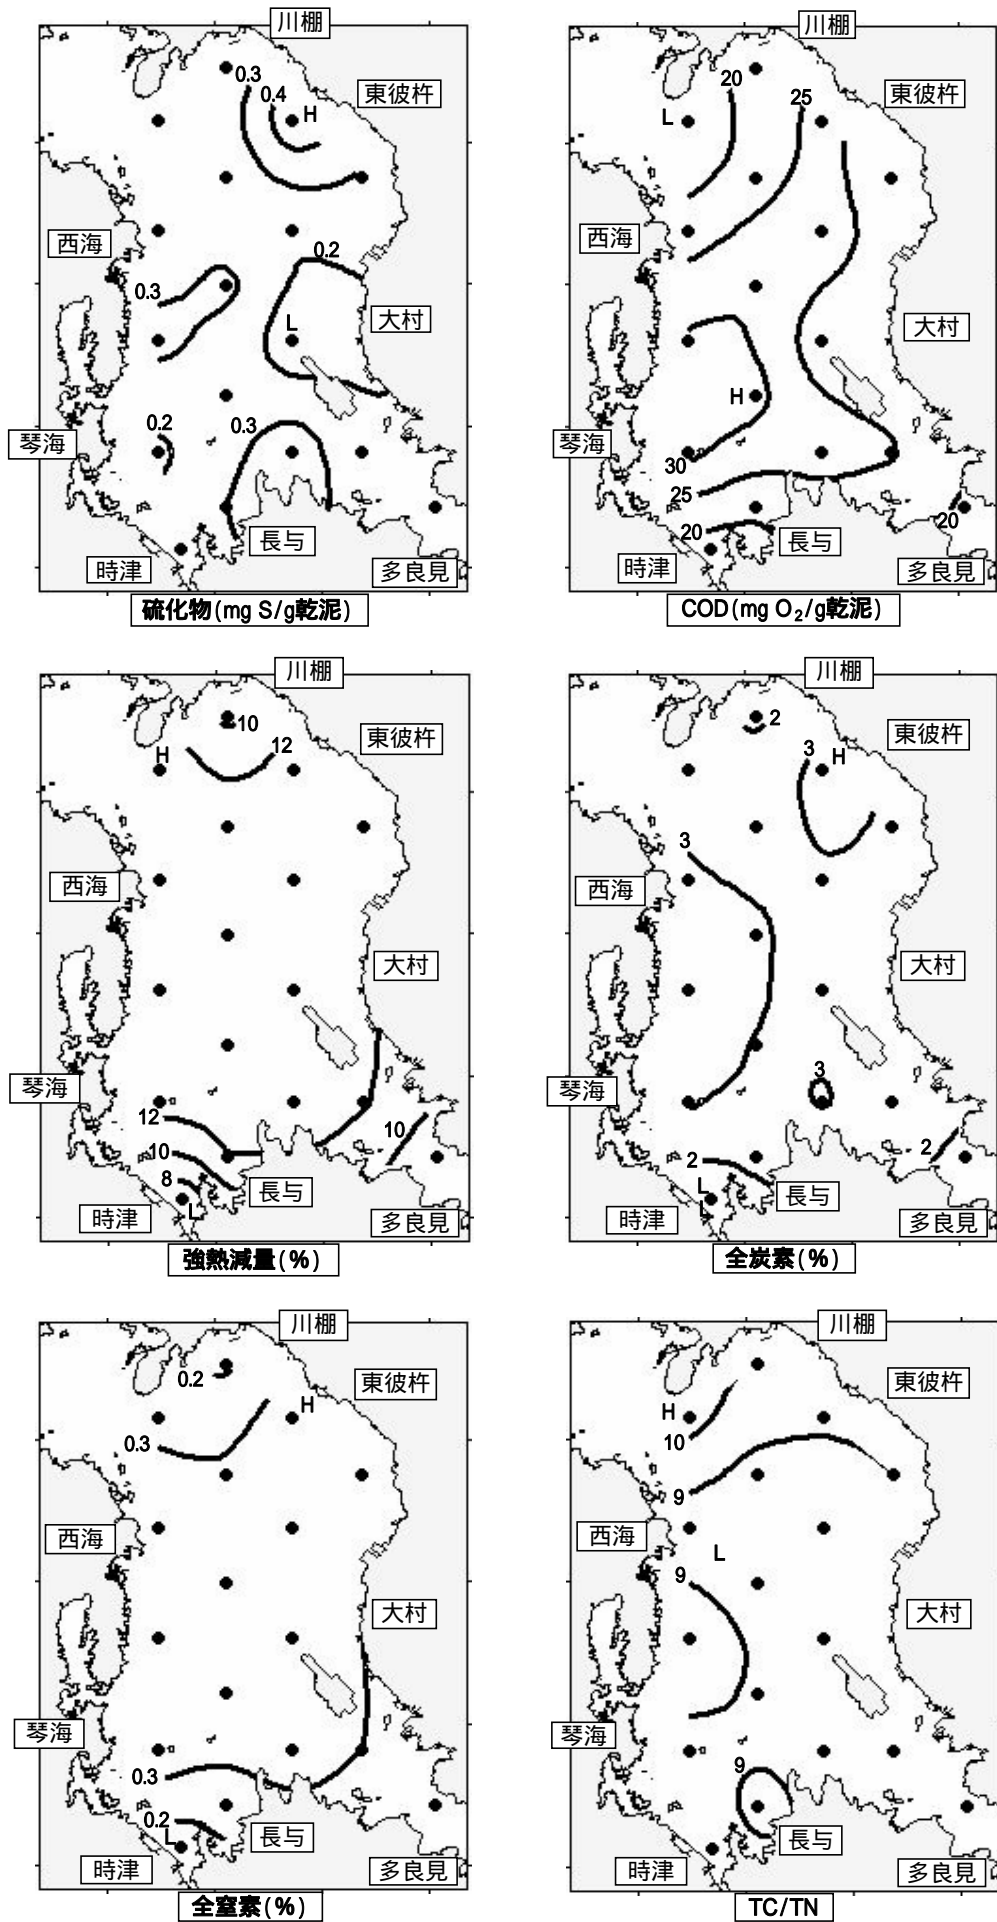 川棚
0.3
0.4
H
東彼杵
西海
0.2
0.3
大村
L
0.2
0.3
琴海
長与
時津
多良見
硫化物(mg S/g乾泥)
川棚
20
25
東彼杵
L
西海
大村
H
琴海
30
25
20
20
長与
時津
多良見
COD(mg O₂/g乾泥)
川棚
10
12
東彼杵
H
西海
大村
琴海
12
10
10
8
長与
L
時津
多良見
強熱減量(%)
川棚
2
3
H
東彼杵
3
西海
大村
3
琴海
2
2
L
長与
L
時津
多良見
全炭素(%)
川棚
0.2
東彼杵
H
0.3
西海
大村
琴海
0.3
0.2
L
長与
時津
多良見
全窒素(%)
川棚
東彼杵
H
10
9
西海
L
9
大村
琴海
9
長与
時津
多良見
TC/TN